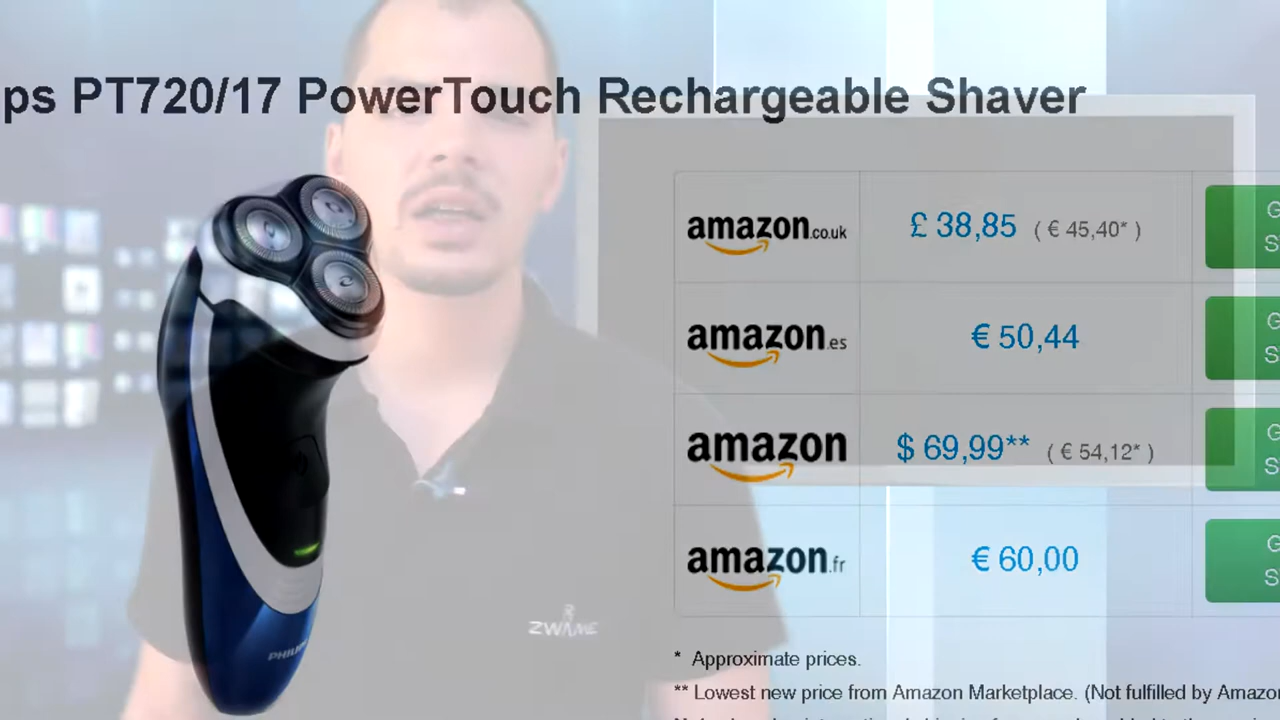 ps PT720/17 PowerTouch Rechargeable Shaver
amazon.co.uk £ 38,85 ( € 45,40* ) G
S
amazon.es € 50,44 G
S
amazon $ 69,99** ( € 54,12* ) G
S
amazon.fr € 60,00 G
S
PHILIPS
ZWAME
* Approximate prices.
** Lowest new price from Amazon Marketplace. (Not fulfilled by Amazo